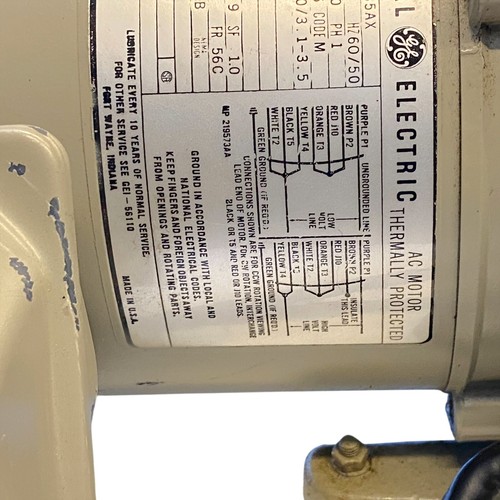 L GE ELECTRIC
AC MOTOR
THERMALLY PROTECTED
5AX
HZ 60/50
PH 1
CODE M
0/3.1-3.5
9 SF 1.0
FR 56C
NEMA
DESIGN
B
PURPLE P1
BROWN P2
RED J10
ORANGE T3
YELLOW T4
BLACK T5
WHITE T2
GREEN GROUND (IF REQ'D)
UNGROUNDED LINE
LOW
VOLT
LINE
PURPLE P1
BROWN P2
RED J10
ORANGE T3
WHITE T2
BLACK T5
YELLOW T4
GREEN GROUND (IF REQ'D)
INSULATE
THIS LEAD
HIGH
VOLT
LINE
CONNECTIONS SHOWN ARE FOR CCW ROTATION VIEWING
LEAD END OF MOTOR. FOR CW ROTATION, INTERCHANGE
BLACK OR T5 AND RED OR J10 LEADS.
NP 219573AA
GROUND IN ACCORDANCE WITH LOCAL AND
NATIONAL ELECTRICAL CODES.
KEEP FINGERS AND FOREIGN OBJECTS AWAY
FROM OPENINGS AND ROTATING PARTS.
LUBRICATE EVERY 10 YEARS OF NORMAL SERVICE.
FOR OTHER SERVICE SEE GEI-56110
FORT WAYNE, INDIANA
MADE IN U.S.A.